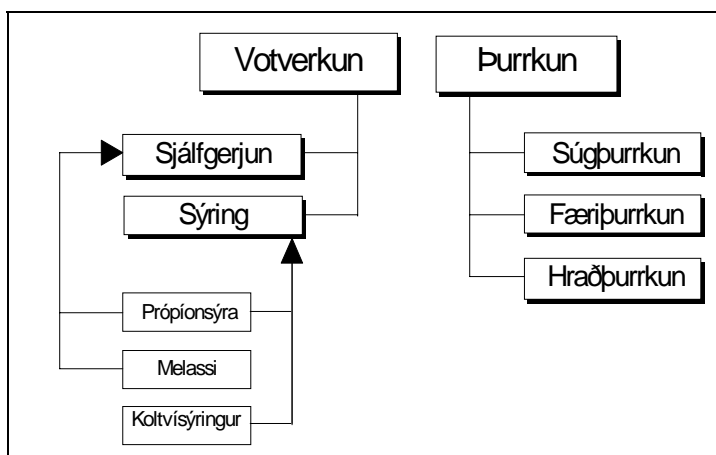 Votverkun
Þurrkun
Sjálfgerjun
Sýring
Própíonsýra
Melassi
Koltvísýringur
Súgþurrkun
Færiþurrkun
Hraðþurrkun